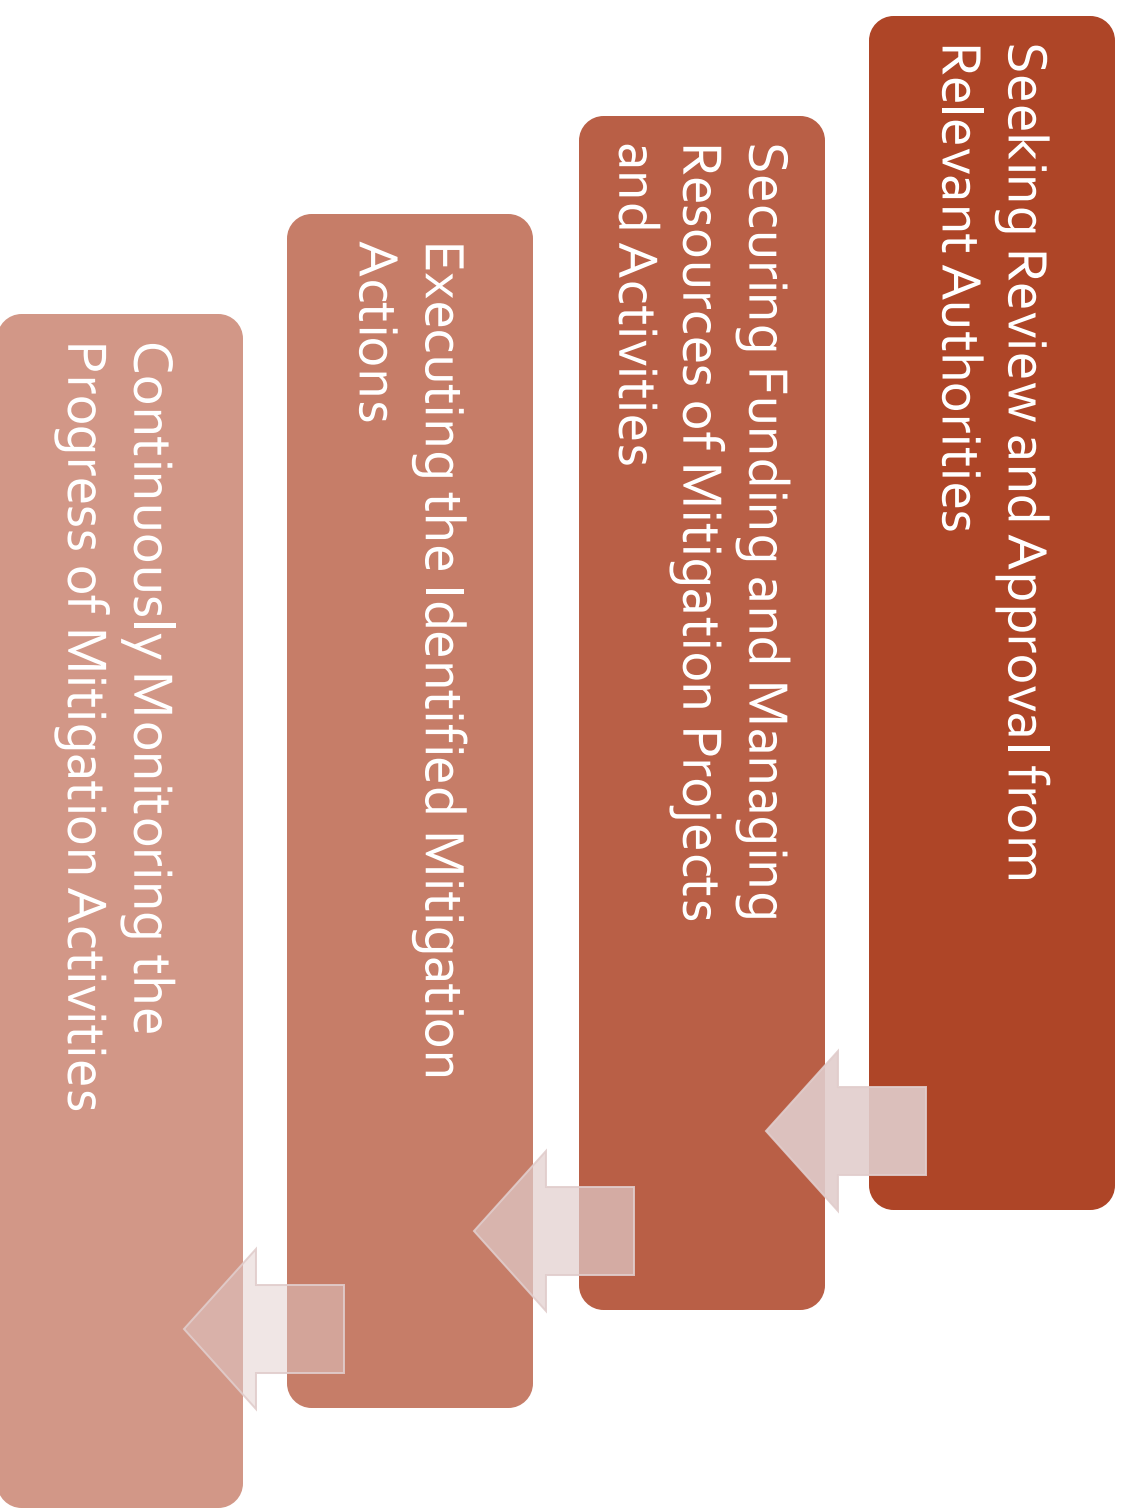 Seeking Review and Approval from
Relevant Authorities
Securing Funding and Managing
Resources of Mitigation Projects
and Activities
Executing the Identified Mitigation
Actions
Continuously Monitoring the
Progress of Mitigation Activities